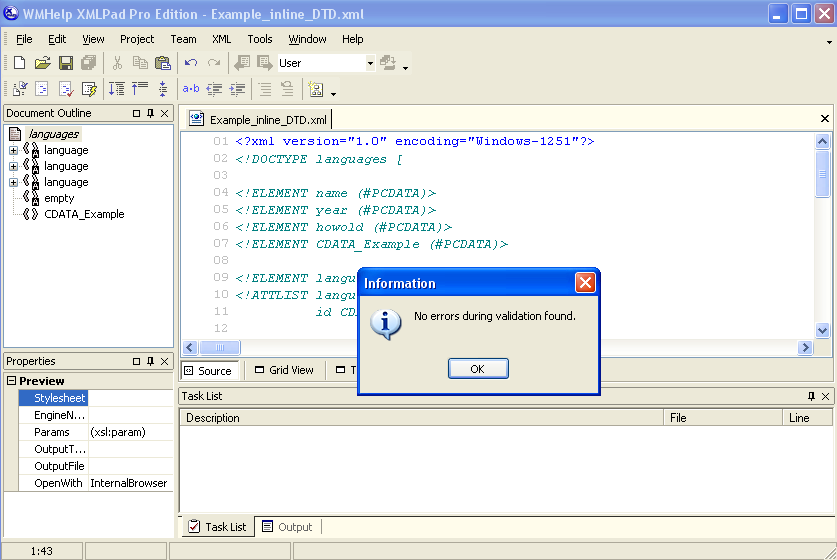 WMHelp XMLPad Pro Edition - Example_inline_DTD.xml
File Edit View Project Team XML Tools Window Help
User
a·b
Document Outline
languages
language
language
language
empty
CDATA_Example
Example_inline_DTD.xml
01 <?xml version="1.0" encoding="Windows-1251"?>
02 <!DOCTYPE languages [
03
04 <!ELEMENT name (#PCDATA)>
05 <!ELEMENT year (#PCDATA)>
06 <!ELEMENT howold (#PCDATA)>
07 <!ELEMENT CDATA_Example (#PCDATA)>
08
09 <!ELEMENT langu
10 <!ATTLIST langu
11 id CD
12
Information
No errors during validation found.
OK
Source Grid View T
Properties
Preview
Stylesheet
EngineN...
Params (xsl:param)
OutputT...
OutputFile
OpenWith InternalBrowser
Task List
Description File Line
Task List Output
1:43